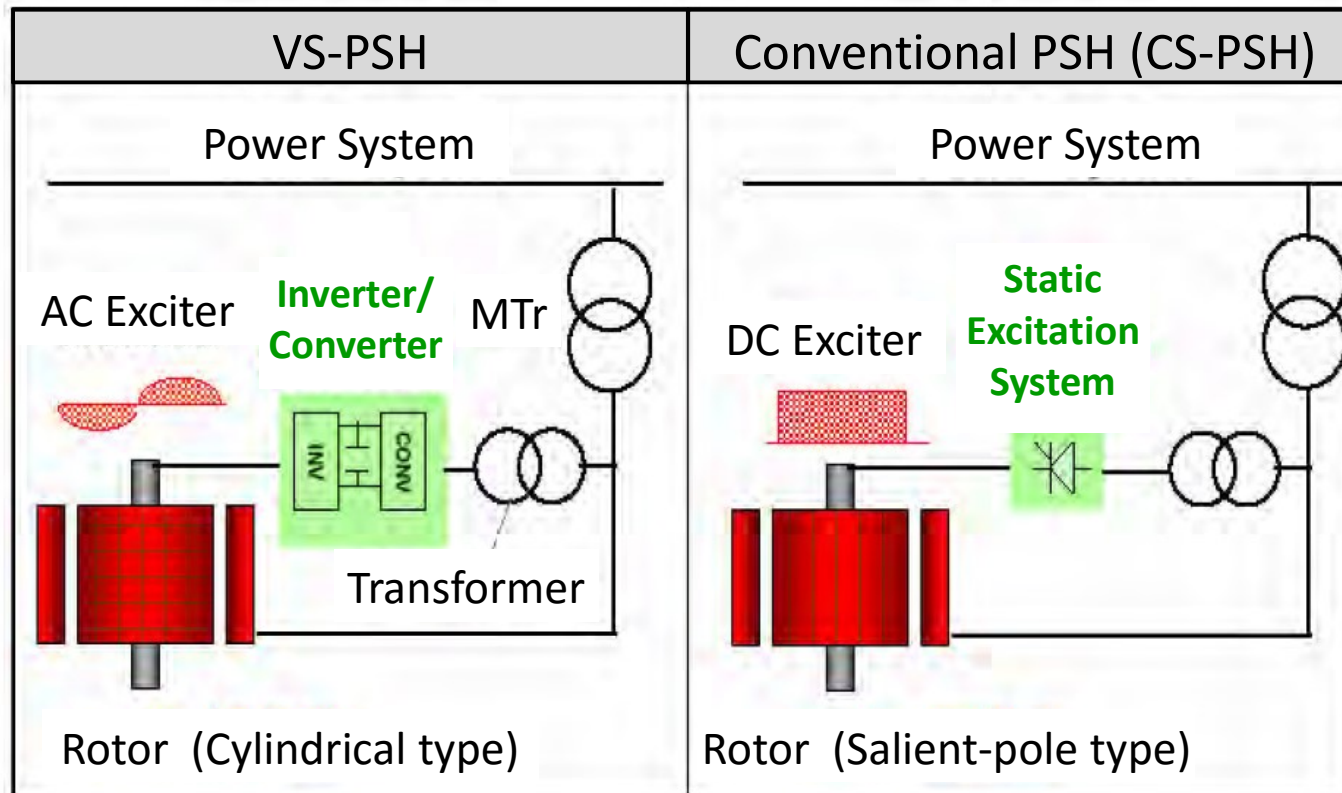 VS-PSH
Conventional PSH (CS-PSH)
Power System
AC Exciter
Inverter/
Converter
MTr
INV
CONV
Transformer
Rotor (Cylindrical type)
Power System
DC Exciter
Static
Excitation
System
Rotor (Salient-pole type)